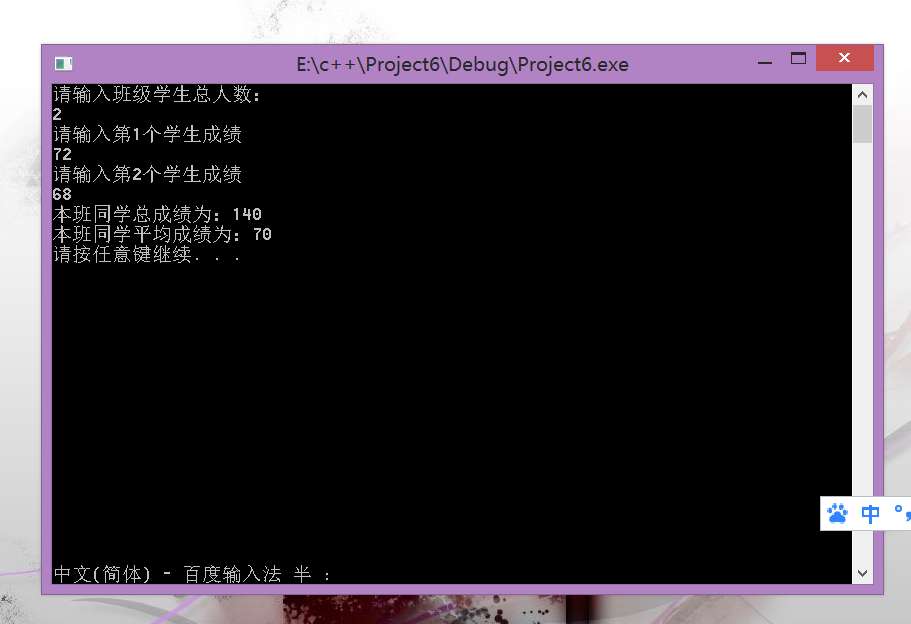 E:\c++\Project6\Debug\Project6.exe
请输入班级学生总人数：
2
请输入第1个学生成绩
72
请输入第2个学生成绩
68
本班同学总成绩为：140
本班同学平均成绩为：70
请按任意键继续. . .
中
中文(简体) - 百度输入法 半 ：